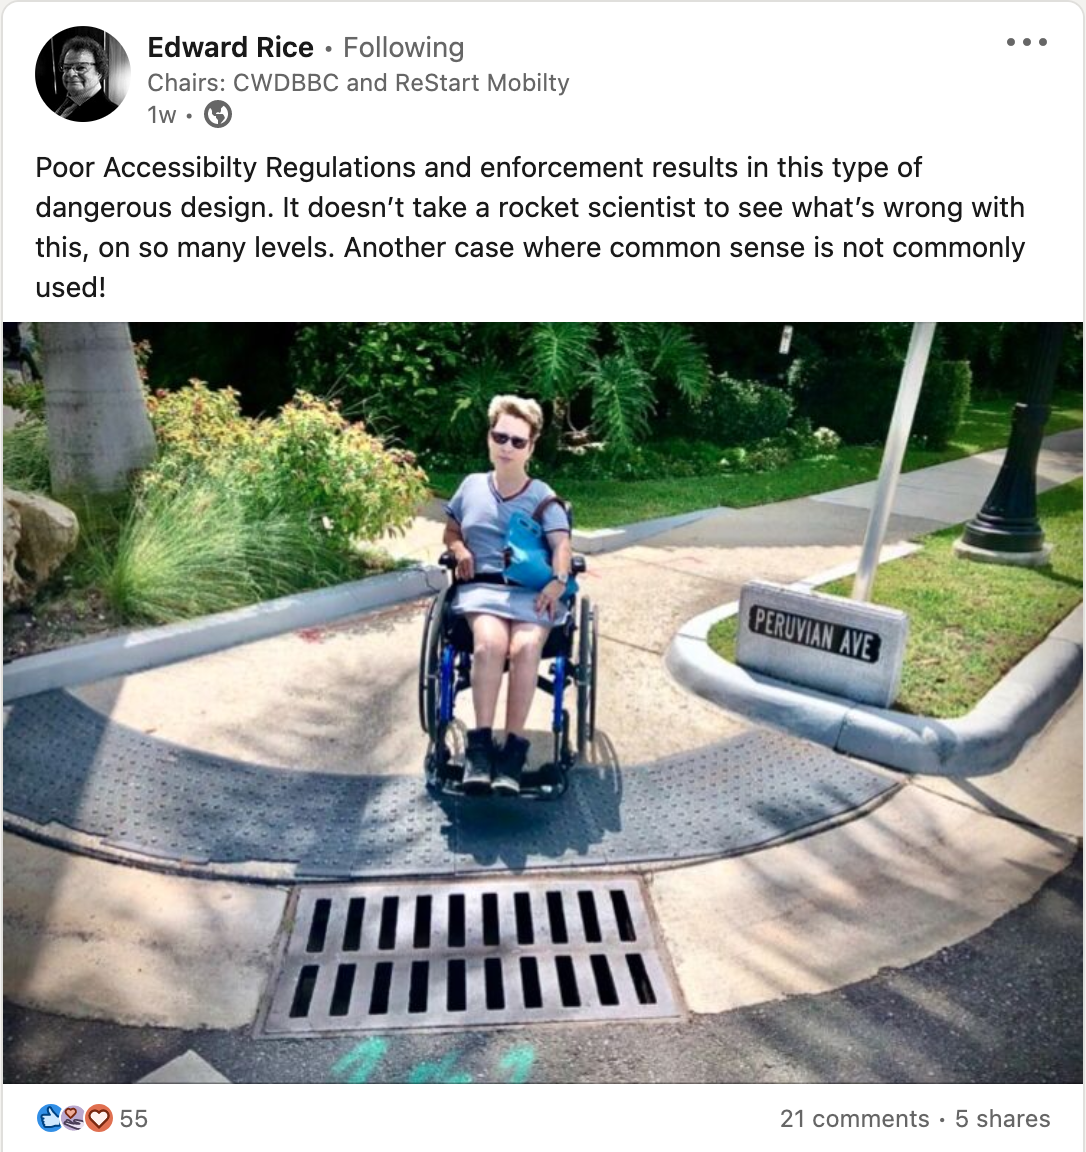 Edward Rice • Following
Chairs: CWDBBC and ReStart Mobilty
1w •
Poor Accessibilty Regulations and enforcement results in this type of
dangerous design. It doesn’t take a rocket scientist to see what’s wrong with
this, on so many levels. Another case where common sense is not commonly
used!
PERUVIAN AVE
55
21 comments • 5 shares